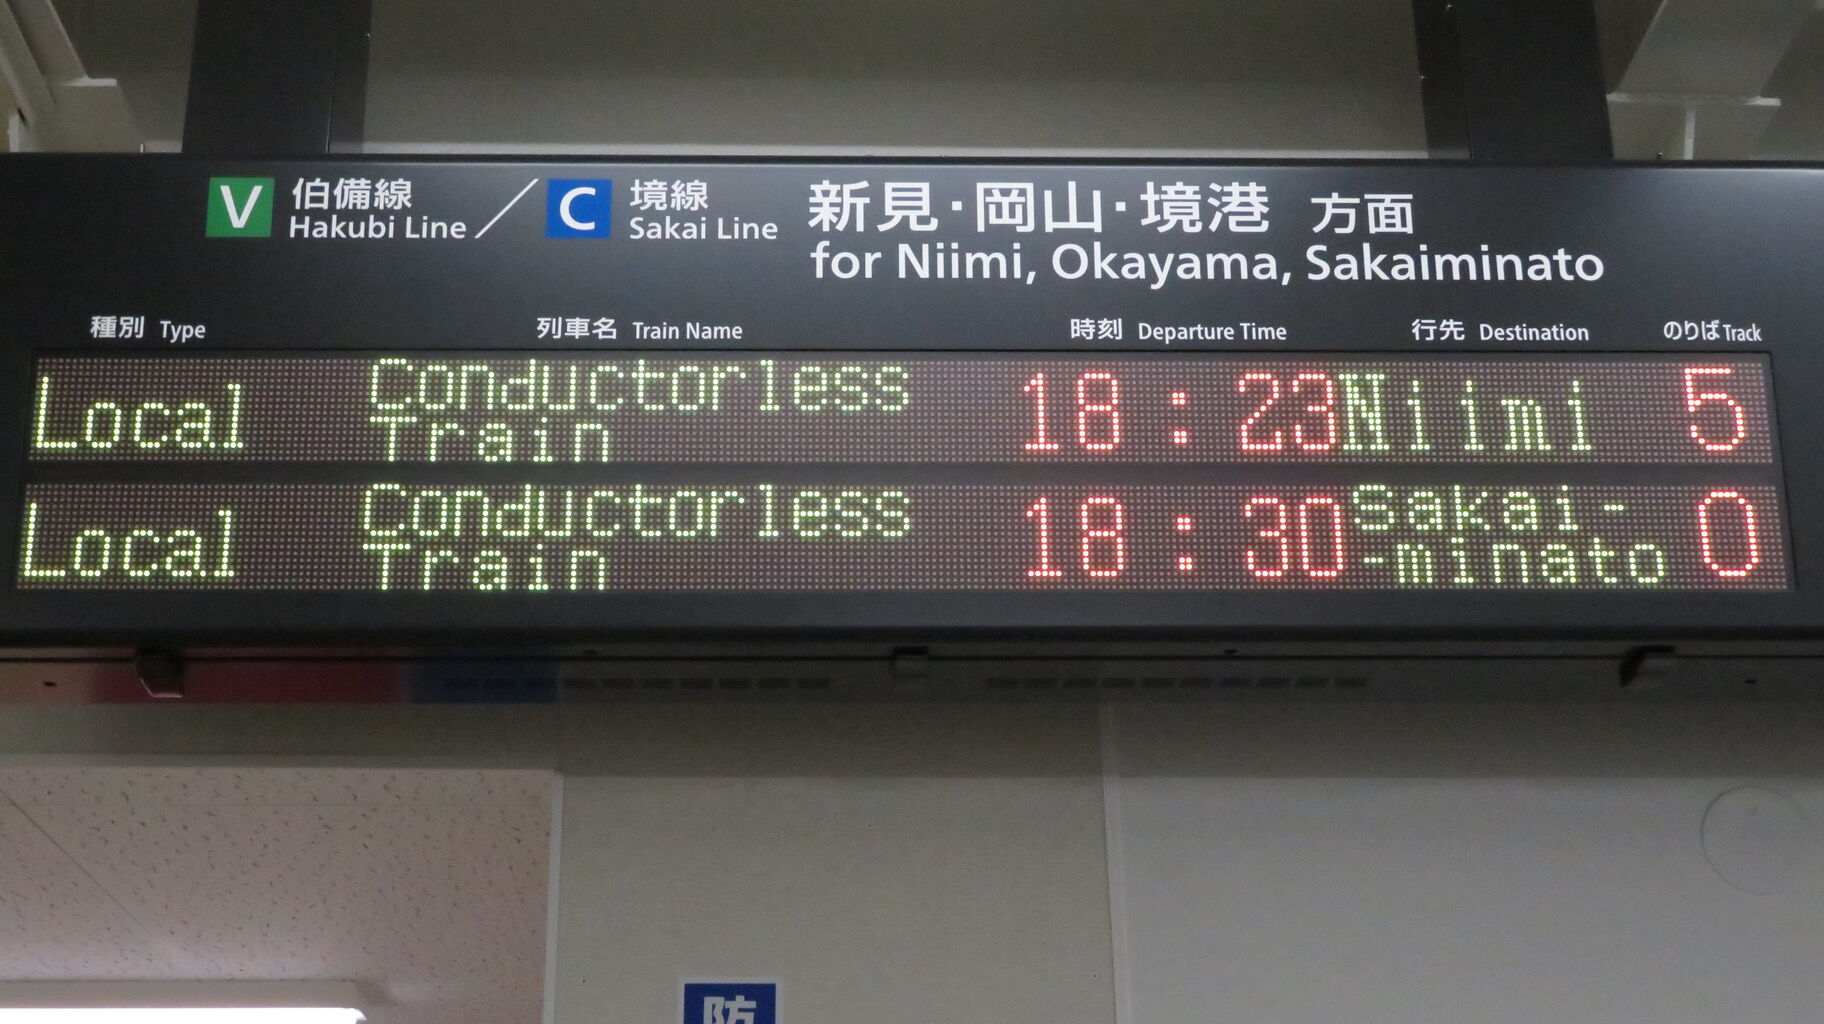 V 伯備線 / C 境線 新見・岡山・境港 方面
Hakubi Line Sakai Line for Niimi, Okayama, Sakaiminato
種別 Type 列車名 Train Name 時刻 Departure Time 行先 Destination のりば Track
Local Conductorless Train 18:23 Niimi 5
Local Conductorless Train 18:30 Sakai- -minato 0
防